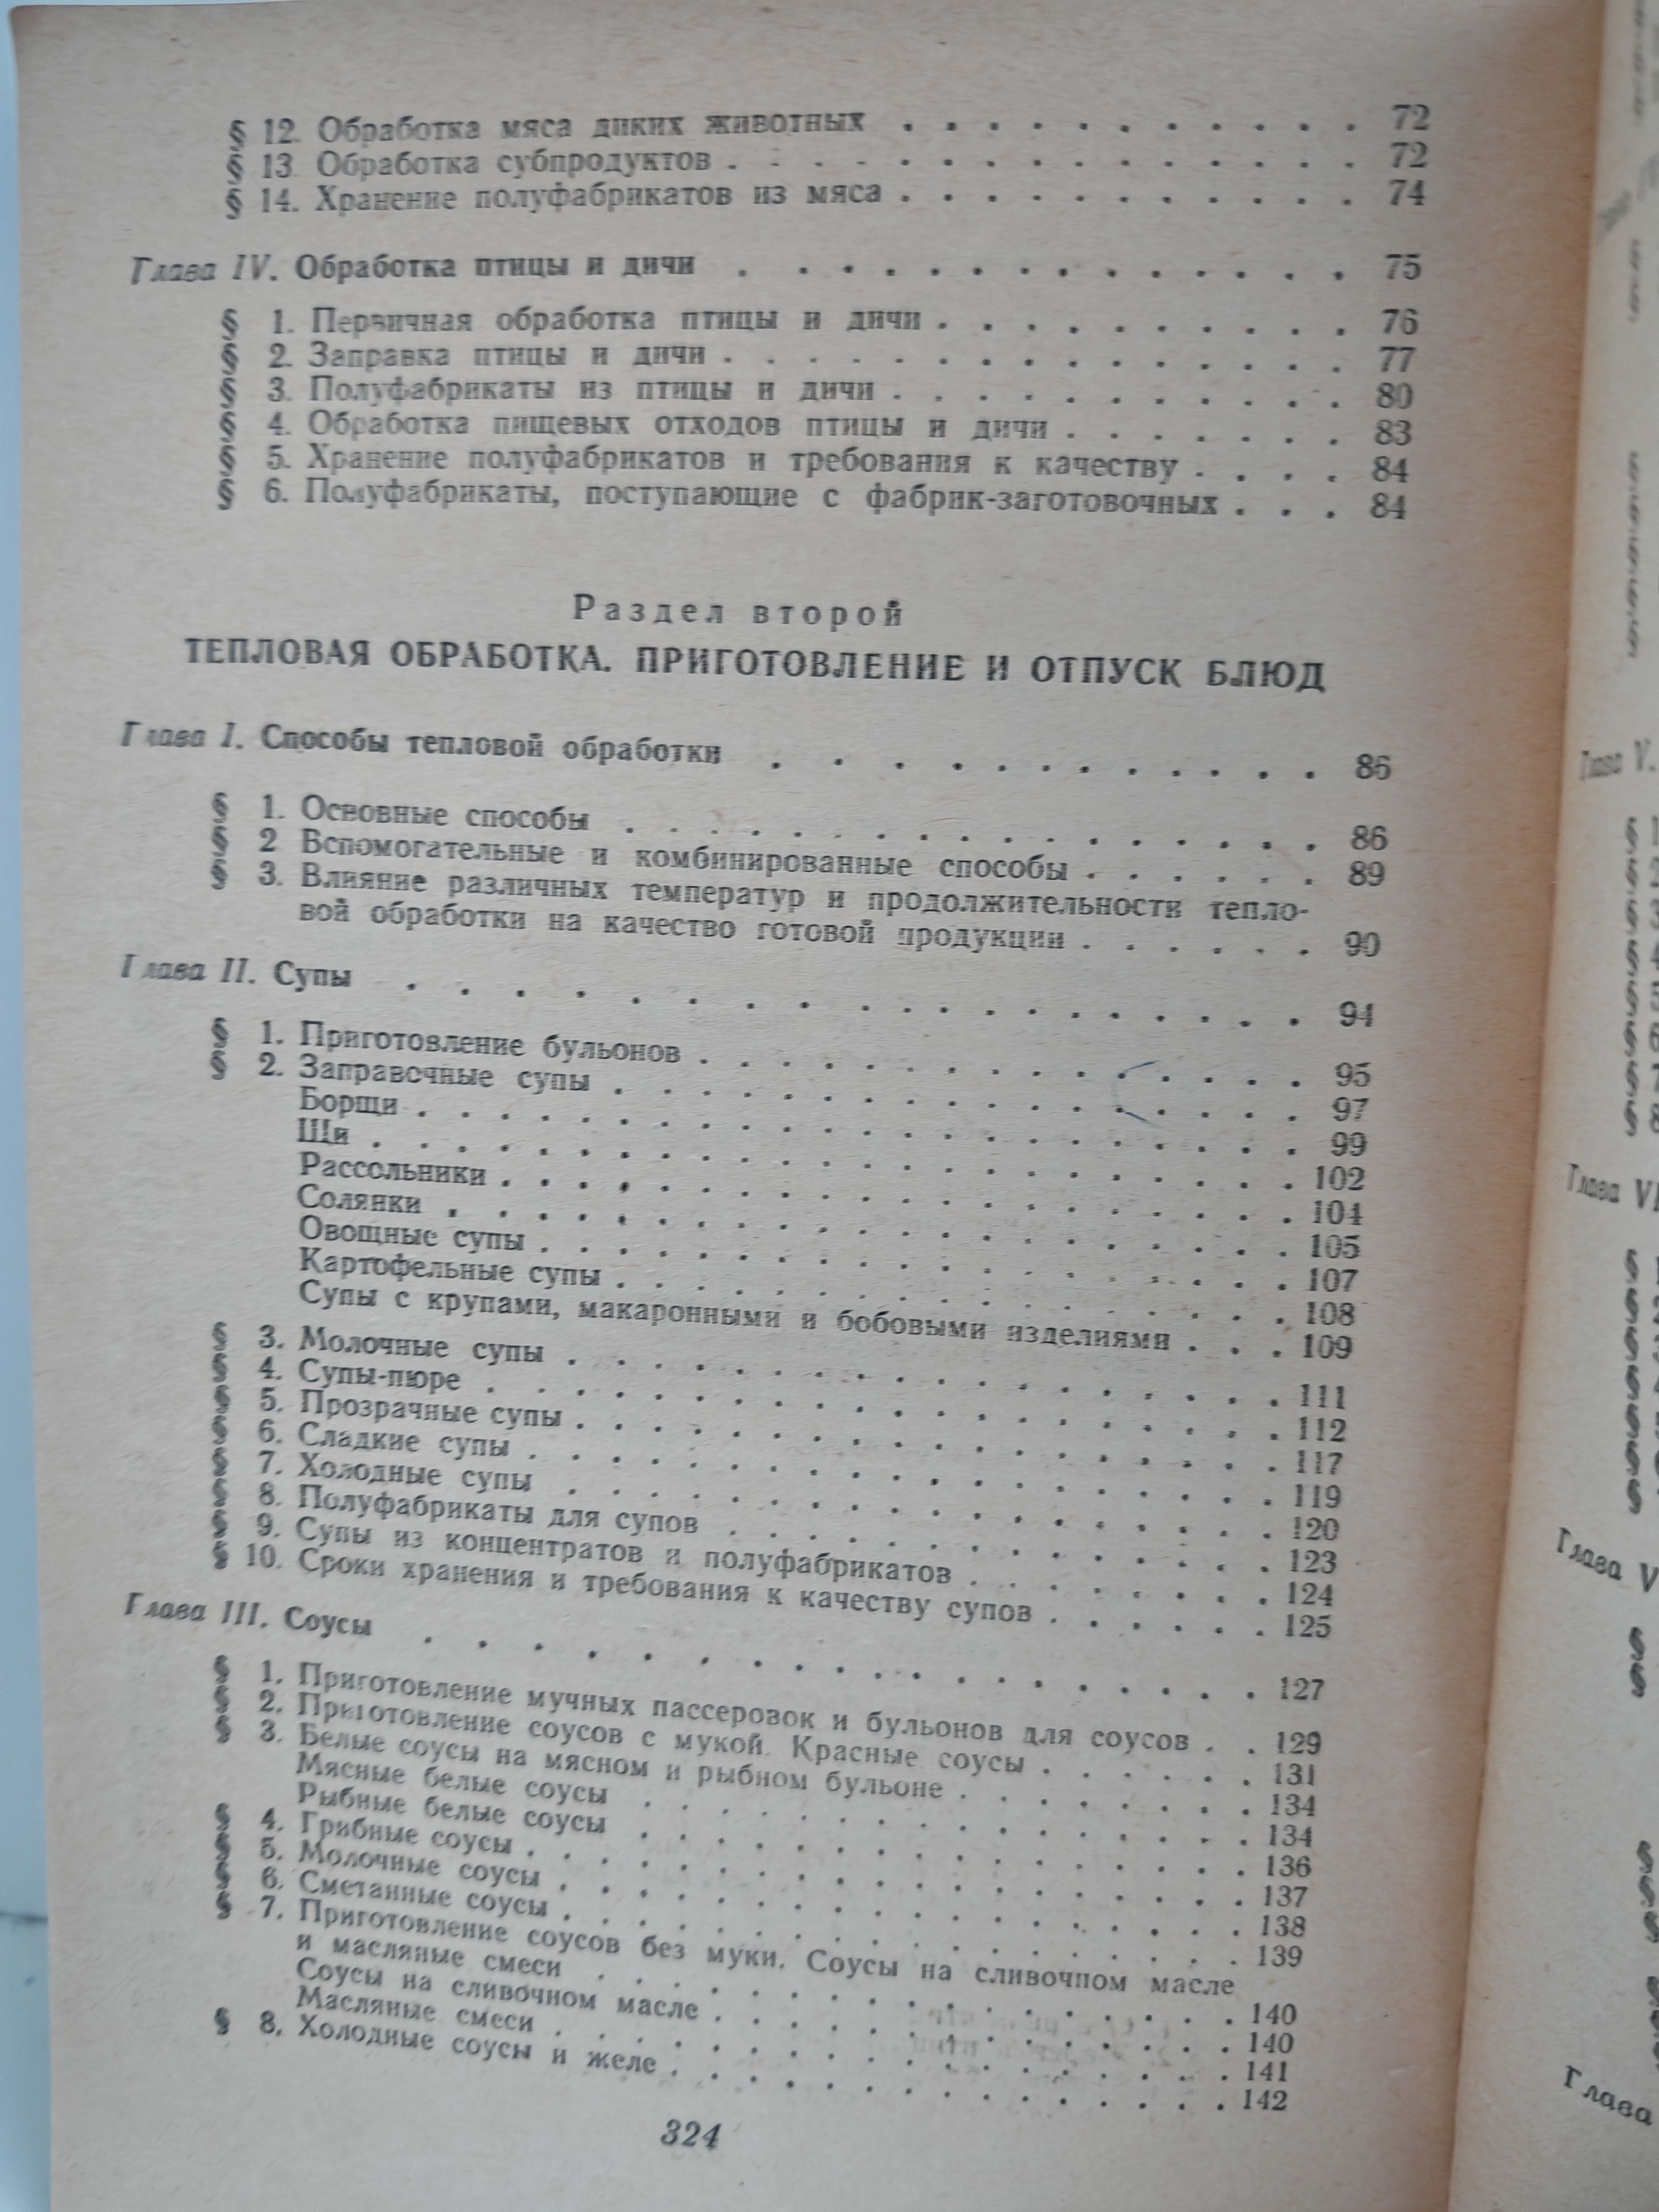 § 12. Обработка мяса диких животных . . . . . . . . . . . 72
§ 13 Обработка субпродуктов . . . . . . . . . . . . . . . 72
§ 14. Хранение полуфабрикатов из мяса . . . . . . . . . . . 74
Глава IV. Обработка птицы и дичи . . . . . . . . . . . . . . 75
§ 1. Первичная обработка птицы и дичи . . . . . . . . . . 76
§ 2. Заправка птицы и дичи . . . . . . . . . . . . . . . 77
§ 3. Полуфабрикаты из птицы и дичи . . . . . . . . . . . 80
§ 4. Обработка пищевых отходов птицы и дичи . . . . . . . 83
§ 5. Хранение полуфабрикатов и требования к качеству . . . . 84
§ 6. Полуфабрикаты, поступающие с фабрик-заготовочных . . . 84
Раздел второй
ТЕПЛОВАЯ ОБРАБОТКА. ПРИГОТОВЛЕНИЕ И ОТПУСК БЛЮД
Глава I. Способы тепловой обработки . . . . . . . . . . . . 86
§ 1. Основные способы . . . . . . . . . . . . . . . . . 86
§ 2 Вспомогательные и комбинированные способы . . . . . . 89
§ 3. Влияние различных температур и продолжительности тепло-
вой обработки на качество готовой продукции . . . . . . 90
Глава II. Супы . . . . . . . . . . . . . . . . . . . . . 94
§ 1. Приготовление бульонов . . . . . . . . . . . . . . . 95
§ 2. Заправочные супы . . . . . . . . . . . . . . . . . 97
Борщи . . . . . . . . . . . . . . . . . . . . . 99
Щи . . . . . . . . . . . . . . . . . . . . . . 102
Рассольники . . . . . . . . . . . . . . . . . . . 104
Солянки . . . . . . . . . . . . . . . . . . . . 105
Овощные супы . . . . . . . . . . . . . . . . . . 107
Картофельные супы . . . . . . . . . . . . . . . . 108
Супы с крупами, макаронными и бобовыми изделиями . . . 109
§ 3. Молочные супы . . . . . . . . . . . . . . . . . . 111
§ 4. Супы-пюре . . . . . . . . . . . . . . . . . . . . 112
§ 5. Прозрачные супы . . . . . . . . . . . . . . . . . 117
§ 6. Сладкие супы . . . . . . . . . . . . . . . . . . 119
§ 7. Холодные супы . . . . . . . . . . . . . . . . . . 120
§ 8. Полуфабрикаты для супов . . . . . . . . . . . . . . 123
§ 9. Супы из концентратов и полуфабрикатов . . . . . . . . 124
§ 10. Сроки хранения и требования к качеству супов . . . . . . 125
Глава III. Соусы . . . . . . . . . . . . . . . . . . . . 127
§ 1. Приготовление мучных пассеровок и бульонов для соусов . . 129
§ 2. Приготовление соусов с мукой. Красные соусы . . . . . . 131
§ 3. Белые соусы на мясном и рыбном бульоне . . . . . . . . 134
Мясные белые соусы . . . . . . . . . . . . . . . 134
Рыбные белые соусы . . . . . . . . . . . . . . . 136
§ 4. Грибные соусы . . . . . . . . . . . . . . . . . . 137
§ 5. Молочные соусы . . . . . . . . . . . . . . . . . 138
§ 6. Сметанные соусы . . . . . . . . . . . . . . . . . 139
§ 7. Приготовление соусов без муки. Соусы на сливочном масле
и масляные смеси . . . . . . . . . . . . . . . . 140
Соусы на сливочном масле . . . . . . . . . . . . . 140
Масляные смеси . . . . . . . . . . . . . . . . . 141
§ 8. Холодные соусы и желе . . . . . . . . . . . . . . . 142
324
Глава V.
Глава VI
Глава V
Глава